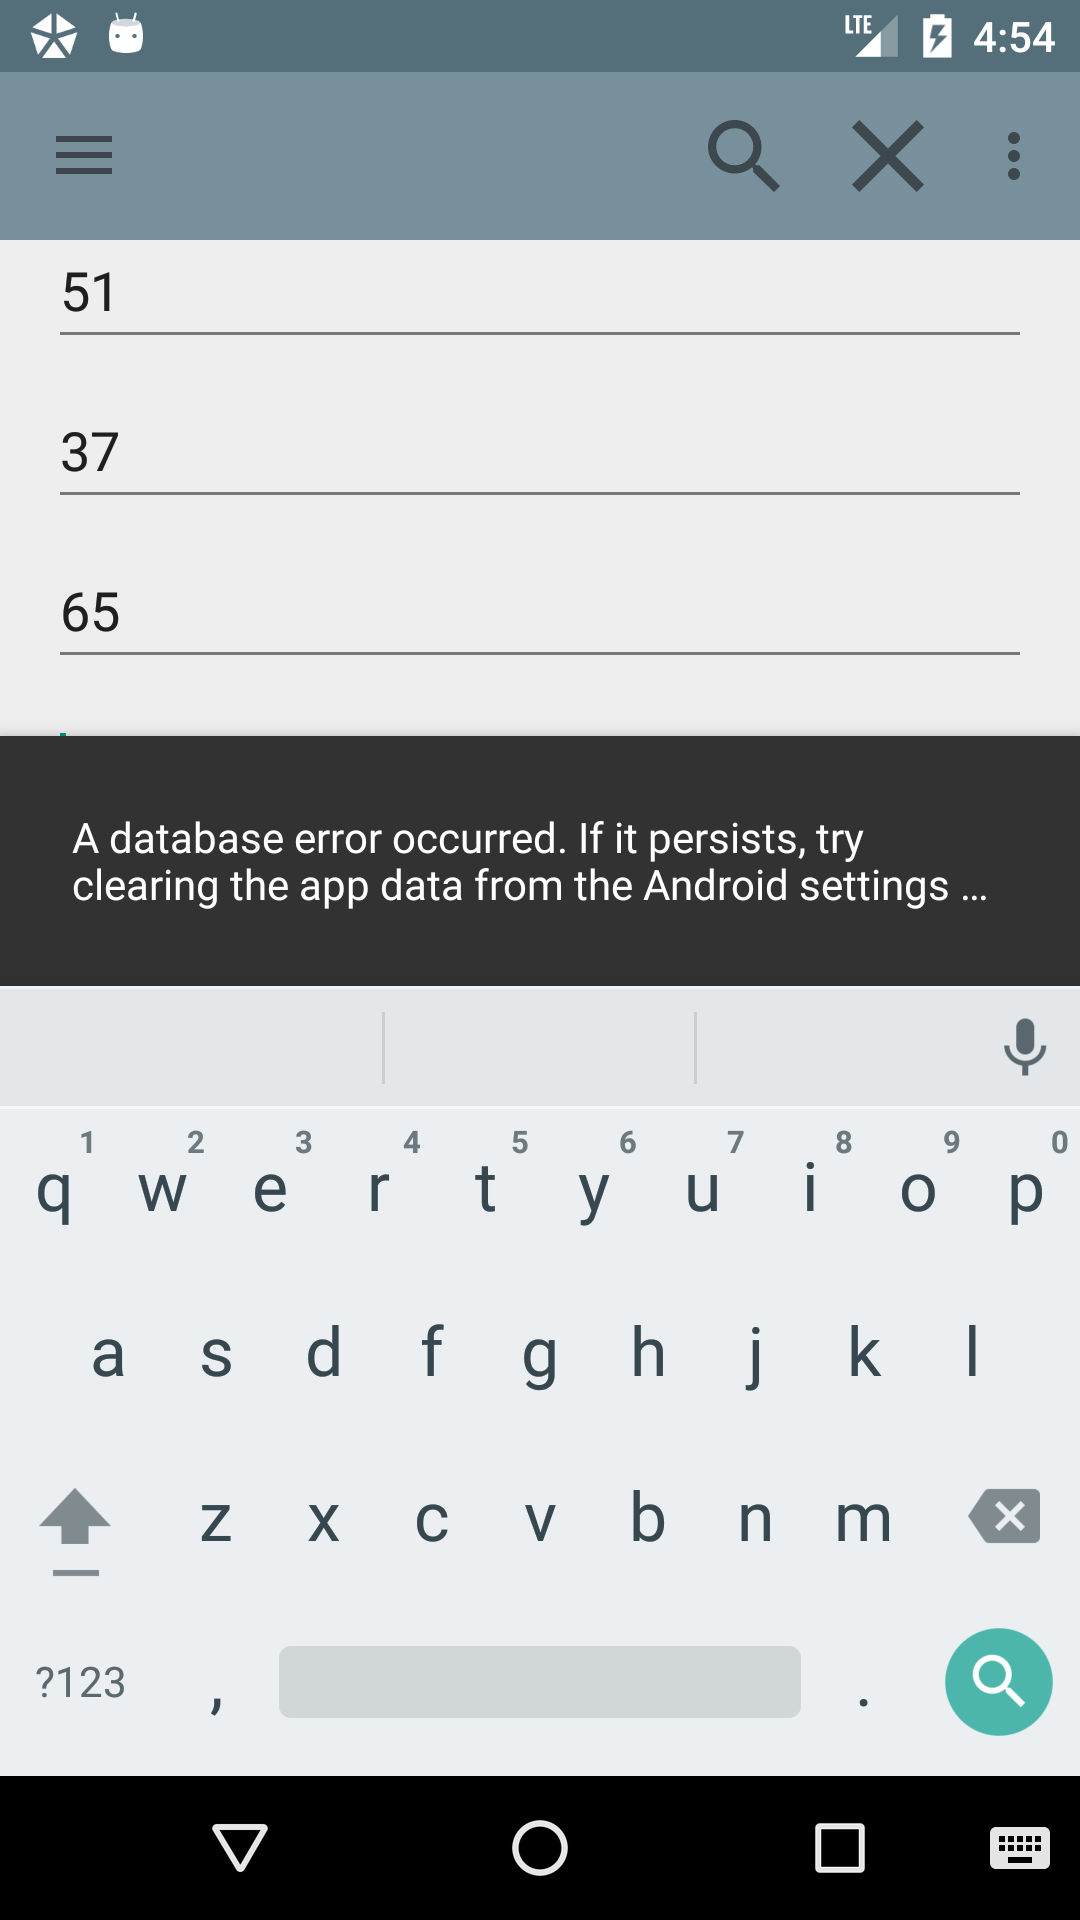 LTE 4:54
51
37
65
A database error occurred. If it persists, try
clearing the app data from the Android settings ...
1 2 3 4 5 6 7 8 9 0
q w e r t y u i o p
a s d f g h j k l
z x c v b n m
?123 , .